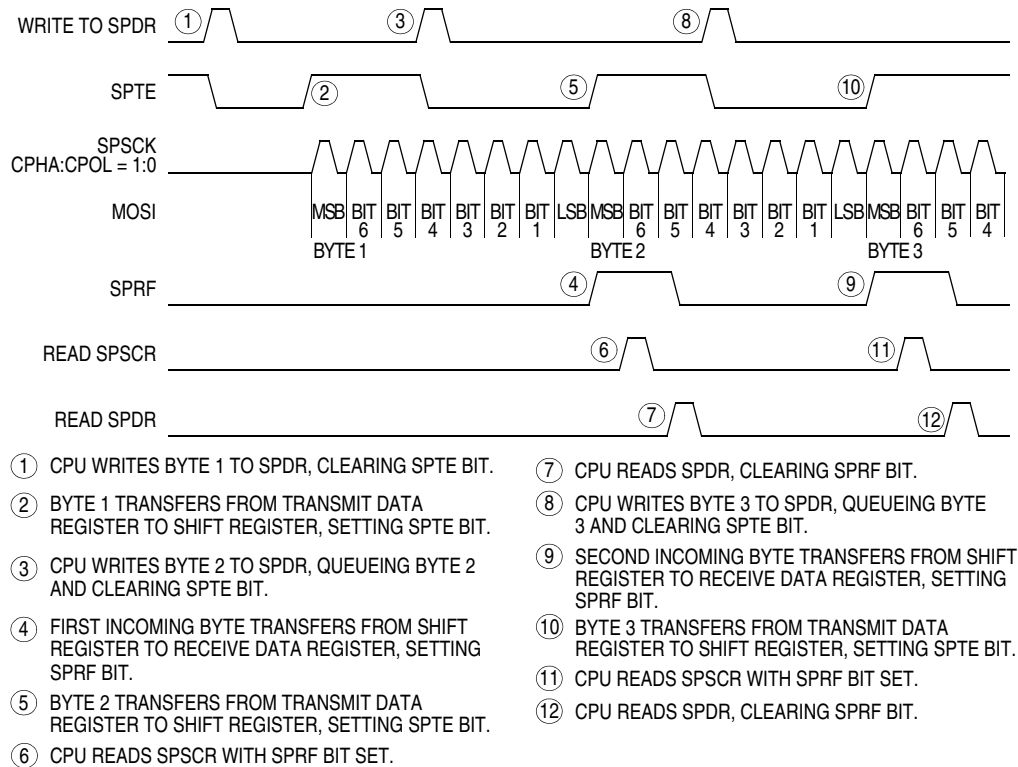 WRITE TO SPDR
1
3
8
SPTE
2
5
10
SPSCK
CPHA:CPOL = 1:0
MOSI
MSB BIT BIT BIT BIT BIT BIT LSB MSB BIT BIT BIT BIT BIT BIT LSB MSB BIT BIT BIT
6 5 4 3 2 1 6 5 4 3 2 1 6 5 4
BYTE 1 BYTE 2 BYTE 3
SPRF
4
9
READ SPSCR
6
11
READ SPDR
7
12
1 CPU WRITES BYTE 1 TO SPDR, CLEARING SPTE BIT.
2 BYTE 1 TRANSFERS FROM TRANSMIT DATA
REGISTER TO SHIFT REGISTER, SETTING SPTE BIT.
3 CPU WRITES BYTE 2 TO SPDR, QUEUEING BYTE 2
AND CLEARING SPTE BIT.
4 FIRST INCOMING BYTE TRANSFERS FROM SHIFT
REGISTER TO RECEIVE DATA REGISTER, SETTING
SPRF BIT.
5 BYTE 2 TRANSFERS FROM TRANSMIT DATA
REGISTER TO SHIFT REGISTER, SETTING SPTE BIT.
6 CPU READS SPSCR WITH SPRF BIT SET.
7 CPU READS SPDR, CLEARING SPRF BIT.
8 CPU WRITES BYTE 3 TO SPDR, QUEUEING BYTE
3 AND CLEARING SPTE BIT.
9 SECOND INCOMING BYTE TRANSFERS FROM SHIFT
REGISTER TO RECEIVE DATA REGISTER, SETTING
SPRF BIT.
10 BYTE 3 TRANSFERS FROM TRANSMIT DATA
REGISTER TO SHIFT REGISTER, SETTING SPTE BIT.
11 CPU READS SPSCR WITH SPRF BIT SET.
12 CPU READS SPDR, CLEARING SPRF BIT.